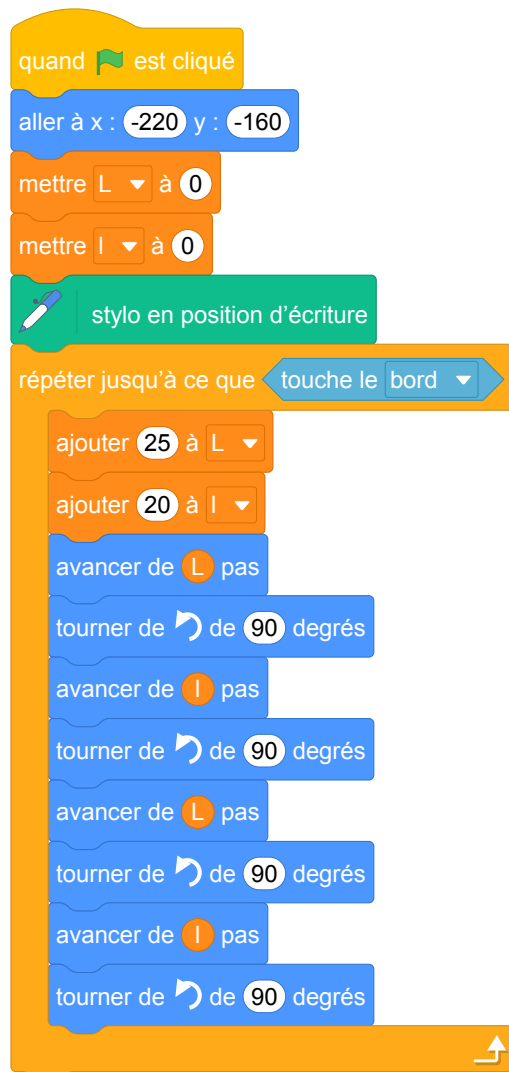 quand est cliqué
aller à x : -220 y : -160
mettre L à 0
mettre l à 0
stylo en position d’écriture
répéter jusqu’à ce que touche le bord
ajouter 25 à L
ajouter 20 à l
avancer de L pas
tourner de de 90 degrés
avancer de l pas
tourner de de 90 degrés
avancer de L pas
tourner de de 90 degrés
avancer de l pas
tourner de de 90 degrés